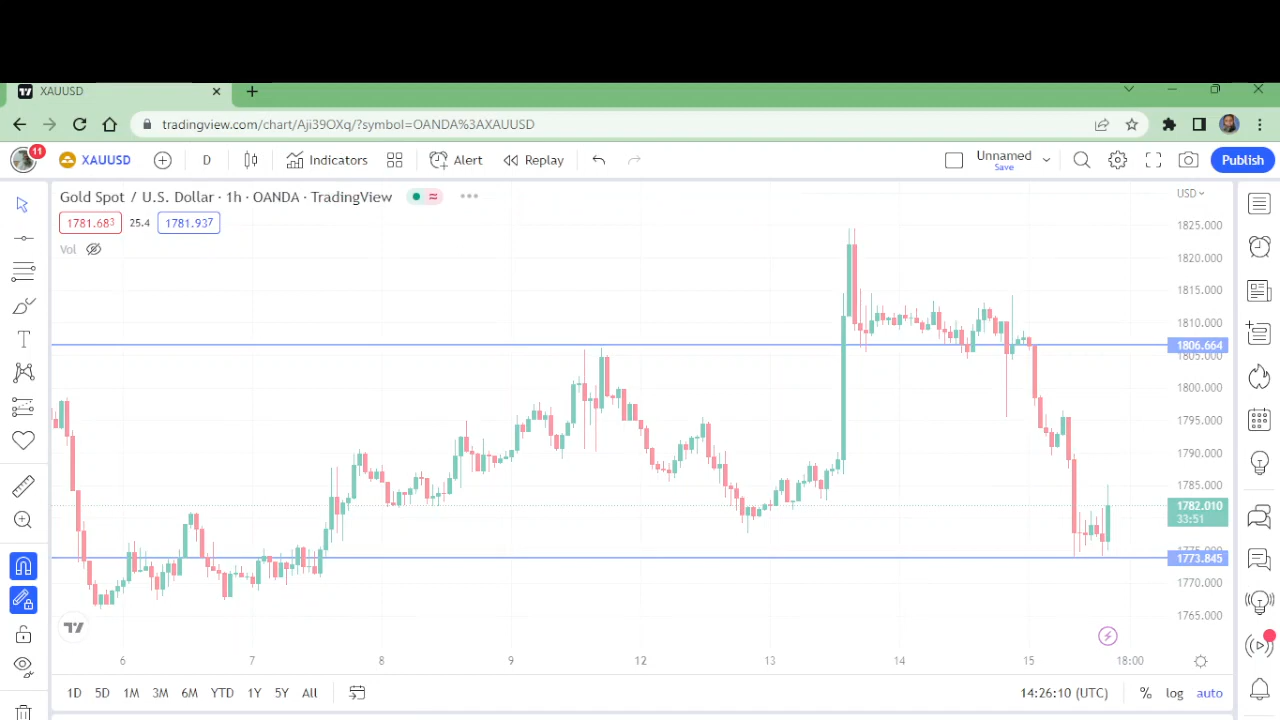 XAUUSD
tradingview.com/chart/Aji39OXq/?symbol=OANDA%3AXAUUSD
11
XAUUSD
D
Indicators
Alert
Replay
Unnamed
Save
Publish
Gold Spot / U.S. Dollar · 1h · OANDA · TradingView
USD
1781.683
25.4
1781.937
Vol
1825.000
1820.000
1815.000
1810.000
1806.664
1805.000
1800.000
1795.000
1790.000
1785.000
1782.010
33:51
1775.000
1773.845
1770.000
1765.000
6
7
8
9
12
13
14
15
18:00
1D
5D
1M
3M
6M
YTD
1Y
5Y
All
14:26:10 (UTC)
%
log
auto